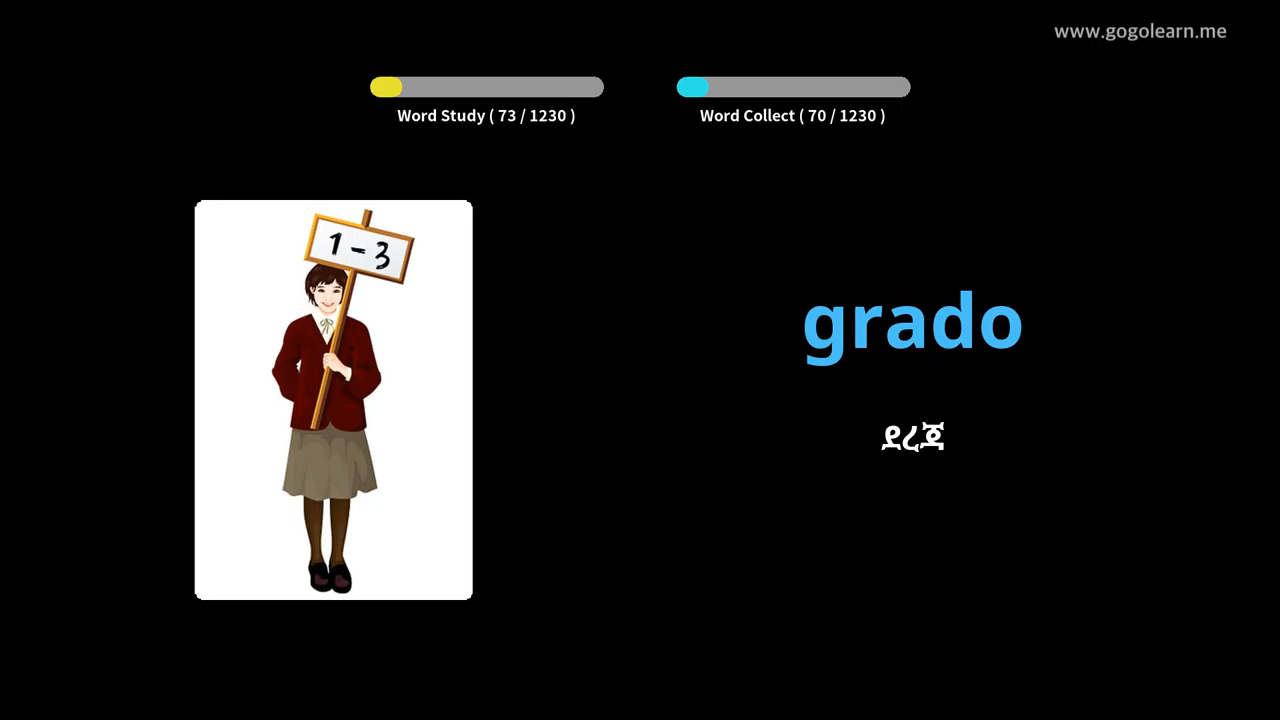 www.gogolearn.me
Word Study ( 73 / 1230 )
Word Collect ( 70 / 1230 )
1 - 3
grado
ደረጃ